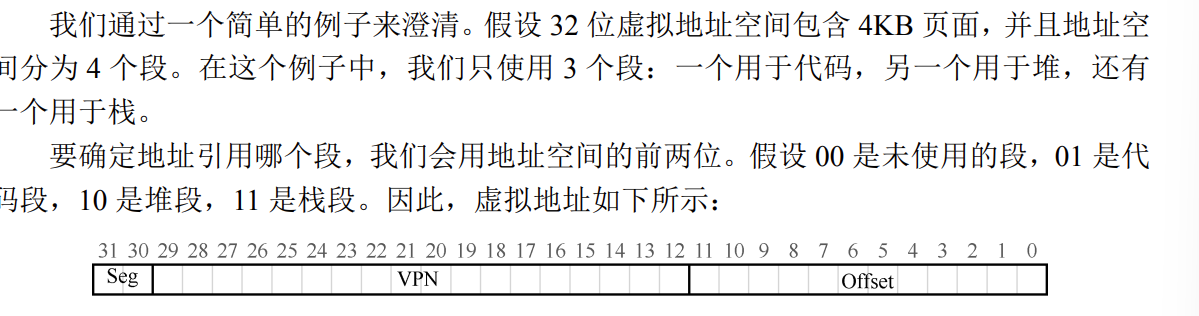 我们通过一个简单的例子来澄清。假设 32 位虚拟地址空间包含 4KB 页面，并且地址空
间分为 4 个段。在这个例子中，我们只使用 3 个段：一个用于代码，另一个用于堆，还有
一个用于栈。
要确定地址引用哪个段，我们会用地址空间的前两位。假设 00 是未使用的段，01 是代
码段，10 是堆段，11 是栈段。因此，虚拟地址如下所示：
31 30 29 28 27 26 25 24 23 22 21 20 19 18 17 16 15 14 13 12 11 10 9 8 7 6 5 4 3 2 1 0
Seg VPN Offset